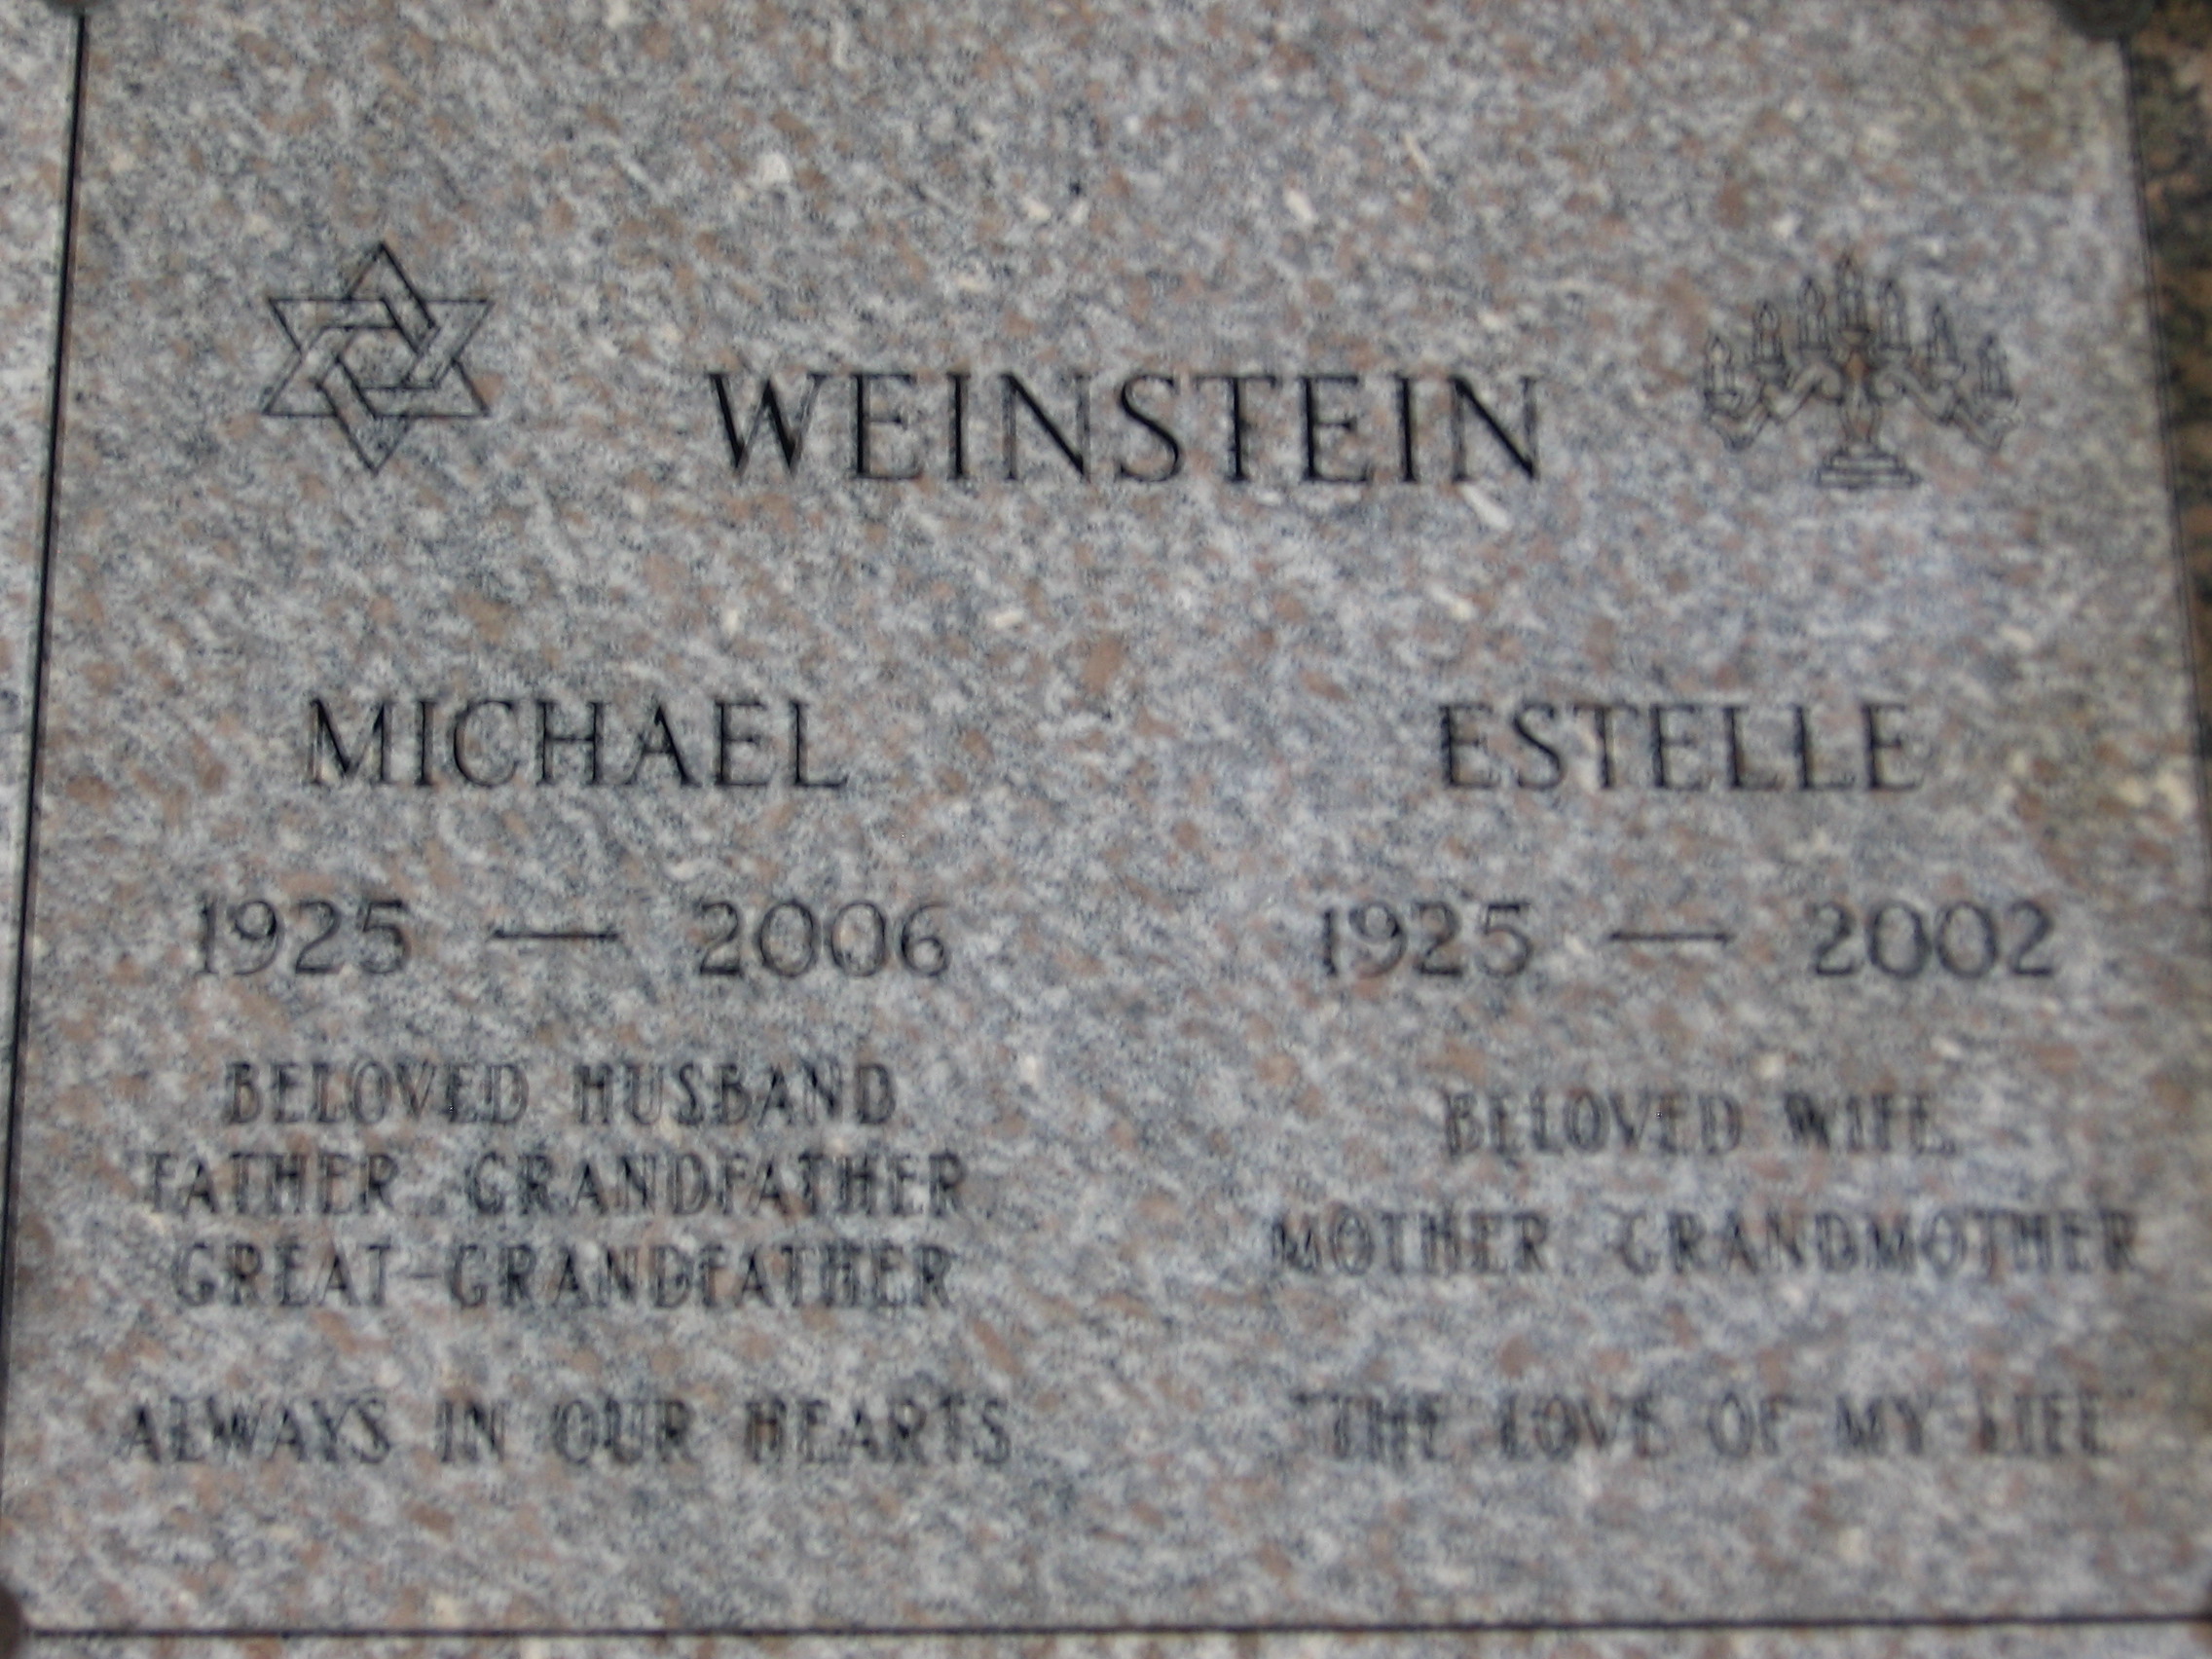 WEINSTEIN
MICHAEL ESTELLE
1925 — 2006 1925 — 2002
BELOVED HUSBAND
FATHER, GRANDFATHER
GREAT-GRANDFATHER
ALWAYS IN OUR HEARTS
BELOVED WIFE,
MOTHER, GRANDMOTHER
"THE LOVE OF MY LIFE"